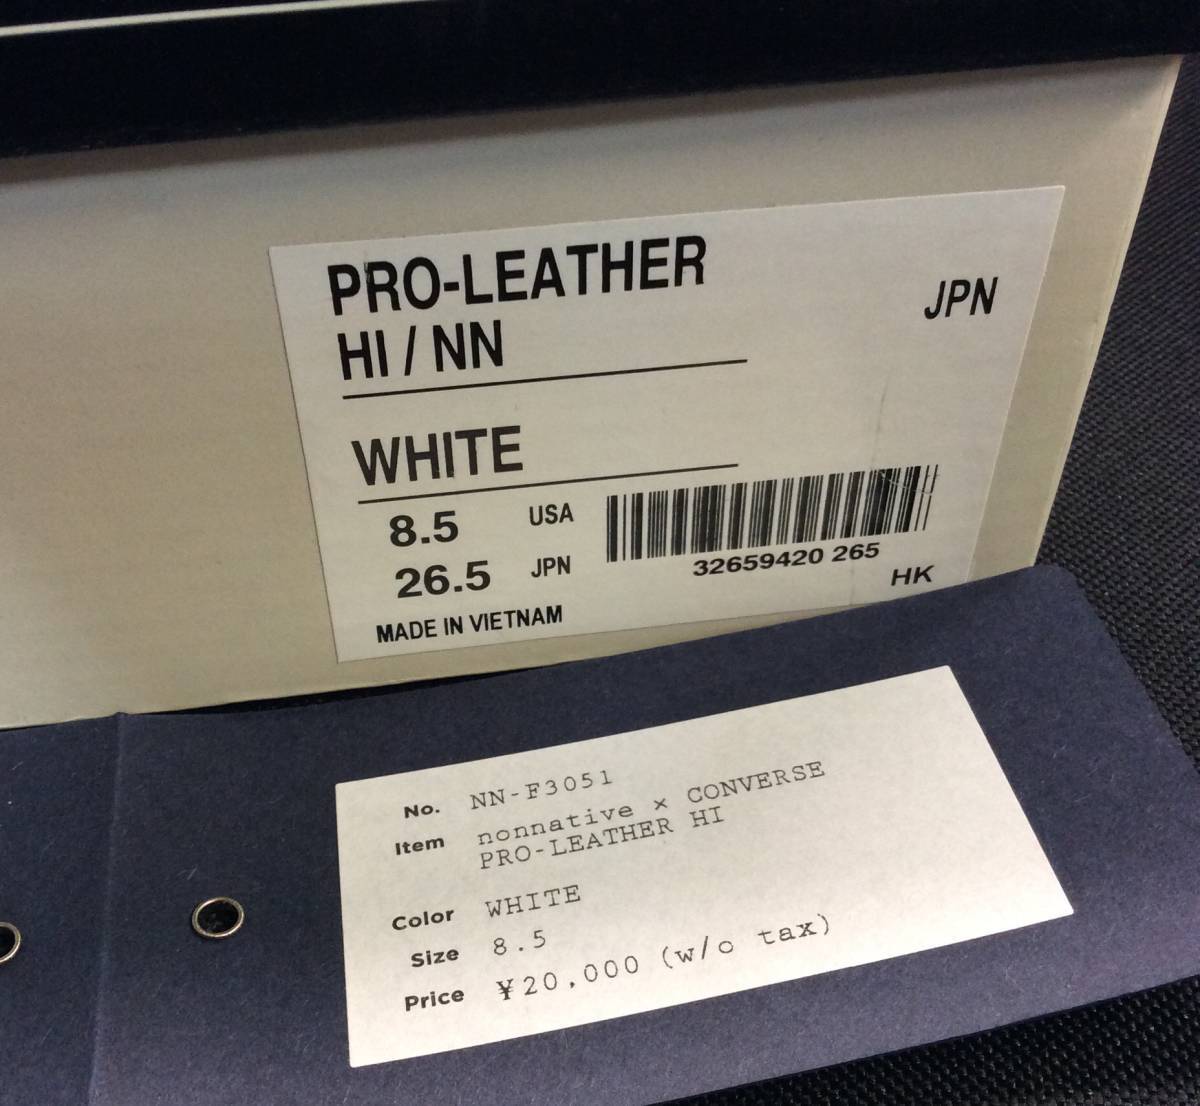 PRO-LEATHER
HI / NN
JPN
WHITE
8.5 USA
26.5 JPN
32659420 265
HK
MADE IN VIETNAM
No. NN-F3051
Item nonnative × CONVERSE
PRO-LEATHER HI
Color WHITE
Size 8.5
Price ¥20,000 (w/o tax)